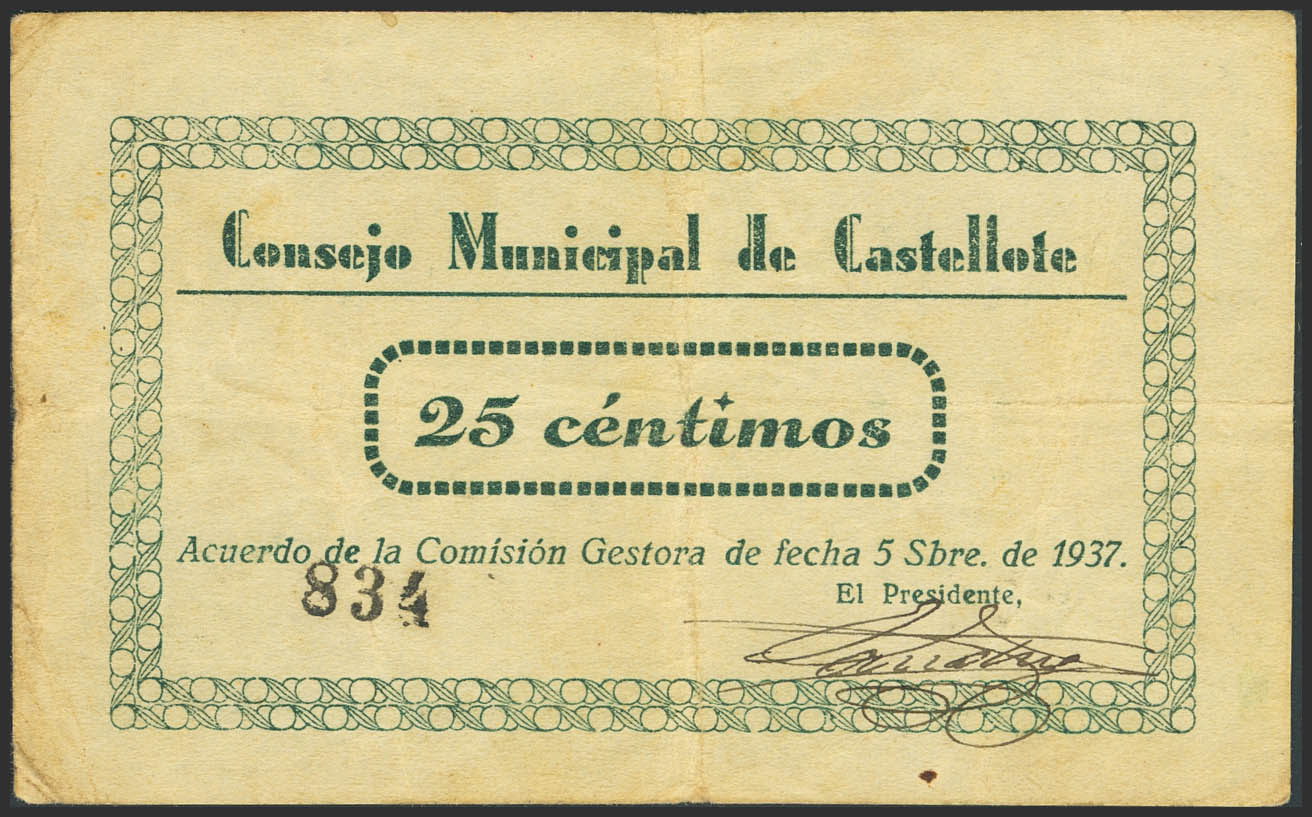 Consejo Municipal de Castellote
25 céntimos
Acuerdo de la Comisión Gestora de fecha 5 Sbre. de 1937.
834
El Presidente,